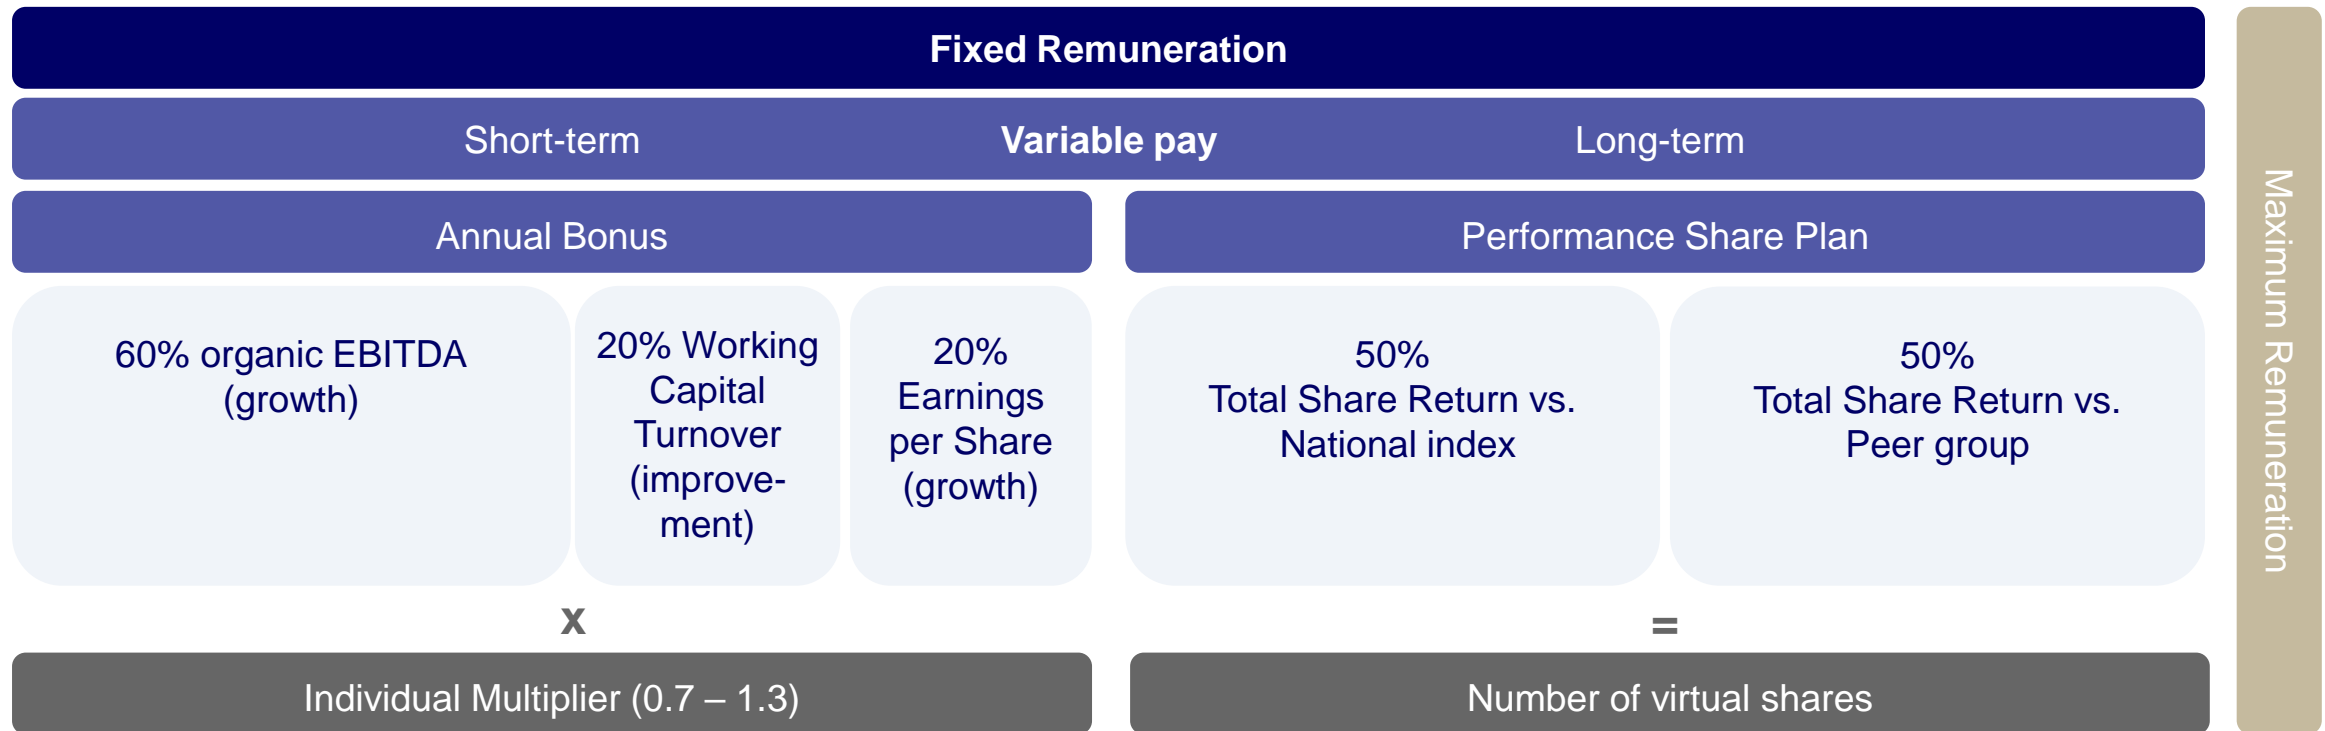 Fixed Remuneration
Short-term Variable pay Long-term
Annual Bonus
Performance Share Plan
60% organic EBITDA
(growth)
20% Working
Capital
Turnover
(improve-
ment)
20%
Earnings
per Share
(growth)
50%
Total Share Return vs.
National index
50%
Total Share Return vs.
Peer group
x
=
Individual Multiplier (0.7 – 1.3)
Number of virtual shares
Maximum Remuneration